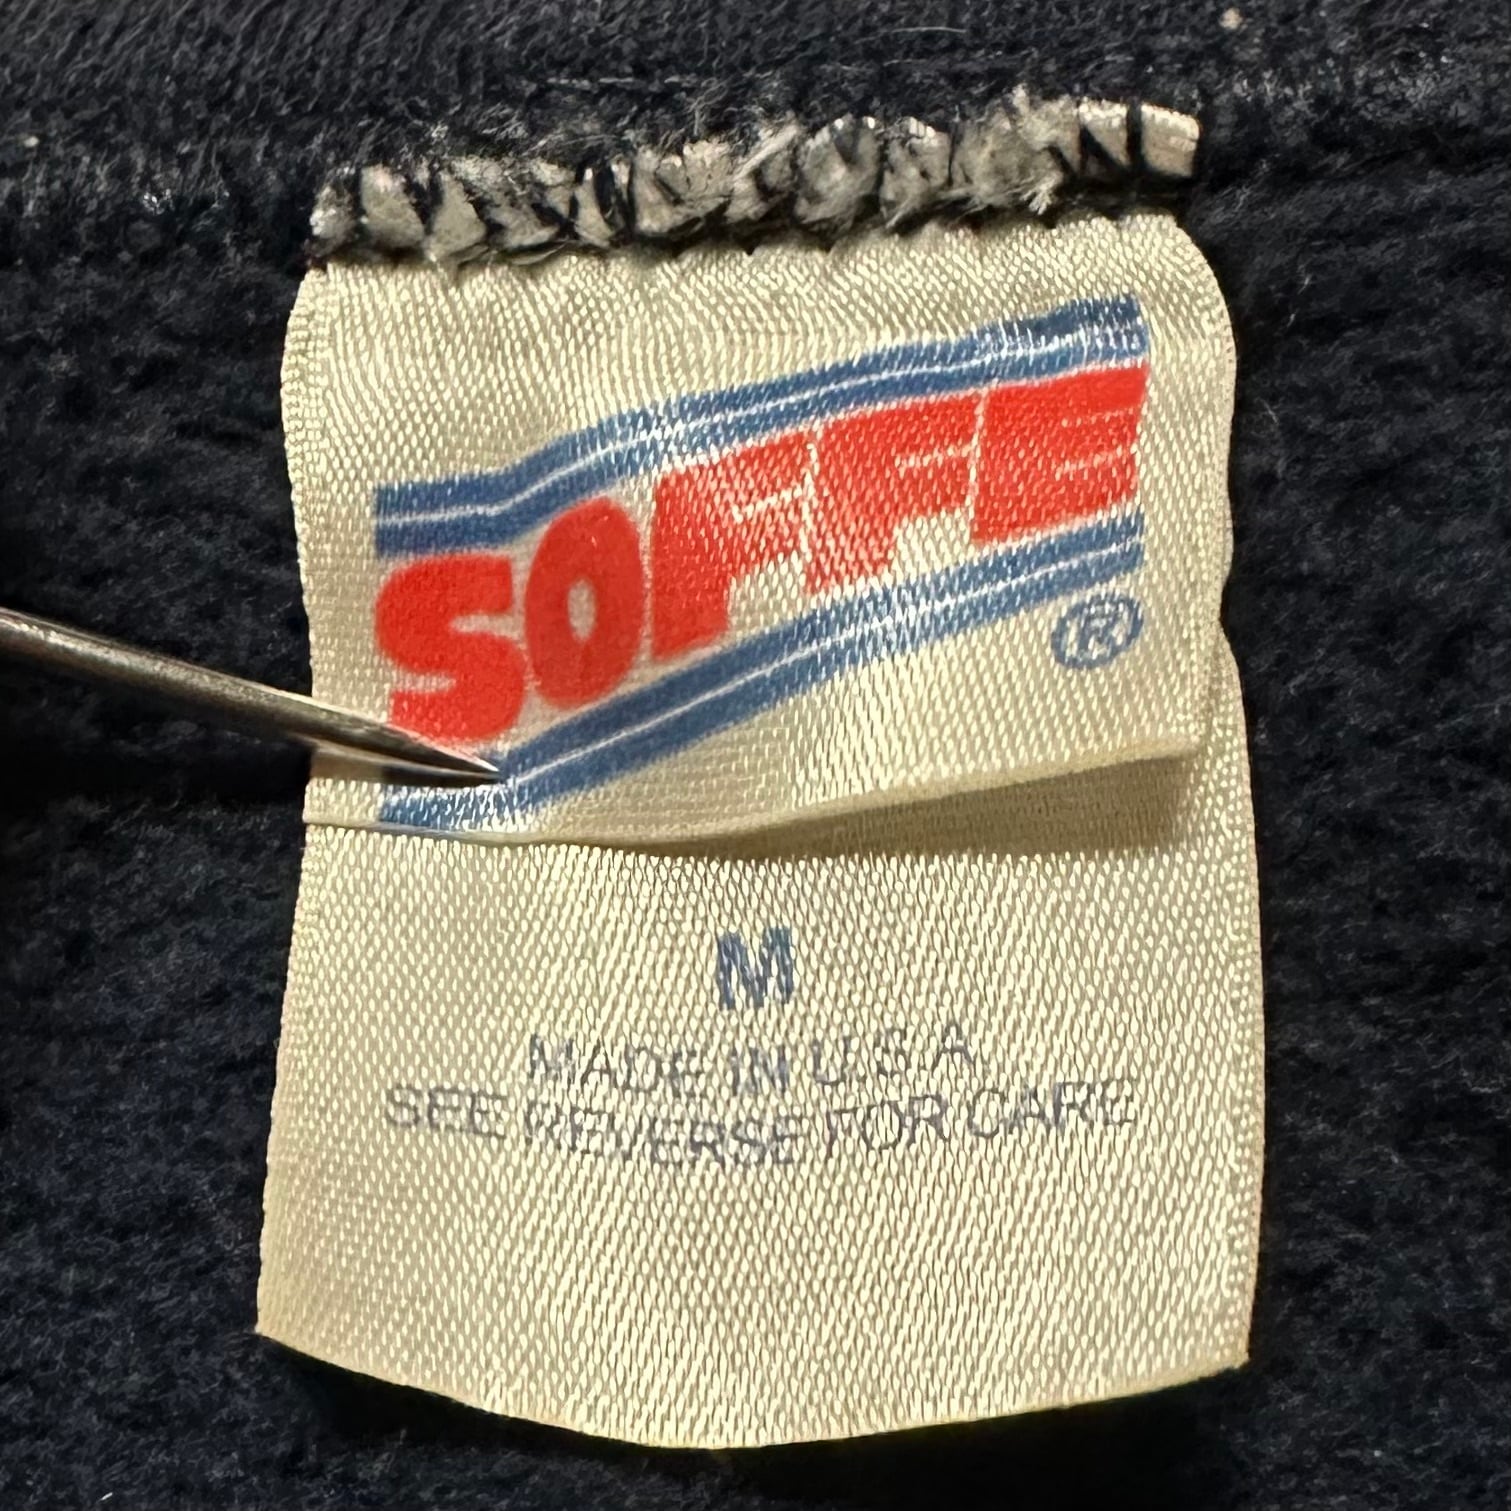 SOFFE
®
M
MADE IN U.S.A
SEE REVERSE FOR CARE